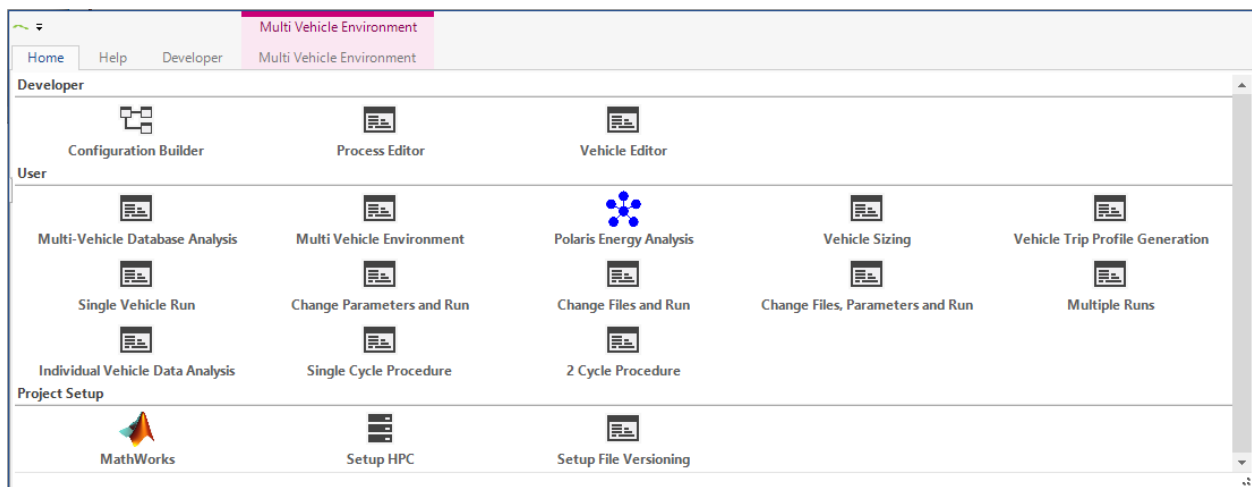 Multi Vehicle Environment
Home Help Developer Multi Vehicle Environment
Developer
Configuration Builder Process Editor Vehicle Editor
User
Multi-Vehicle Database Analysis Multi Vehicle Environment Polaris Energy Analysis Vehicle Sizing Vehicle Trip Profile Generation
Single Vehicle Run Change Parameters and Run Change Files and Run Change Files, Parameters and Run Multiple Runs
Individual Vehicle Data Analysis Single Cycle Procedure 2 Cycle Procedure
Project Setup
MathWorks Setup HPC Setup File Versioning